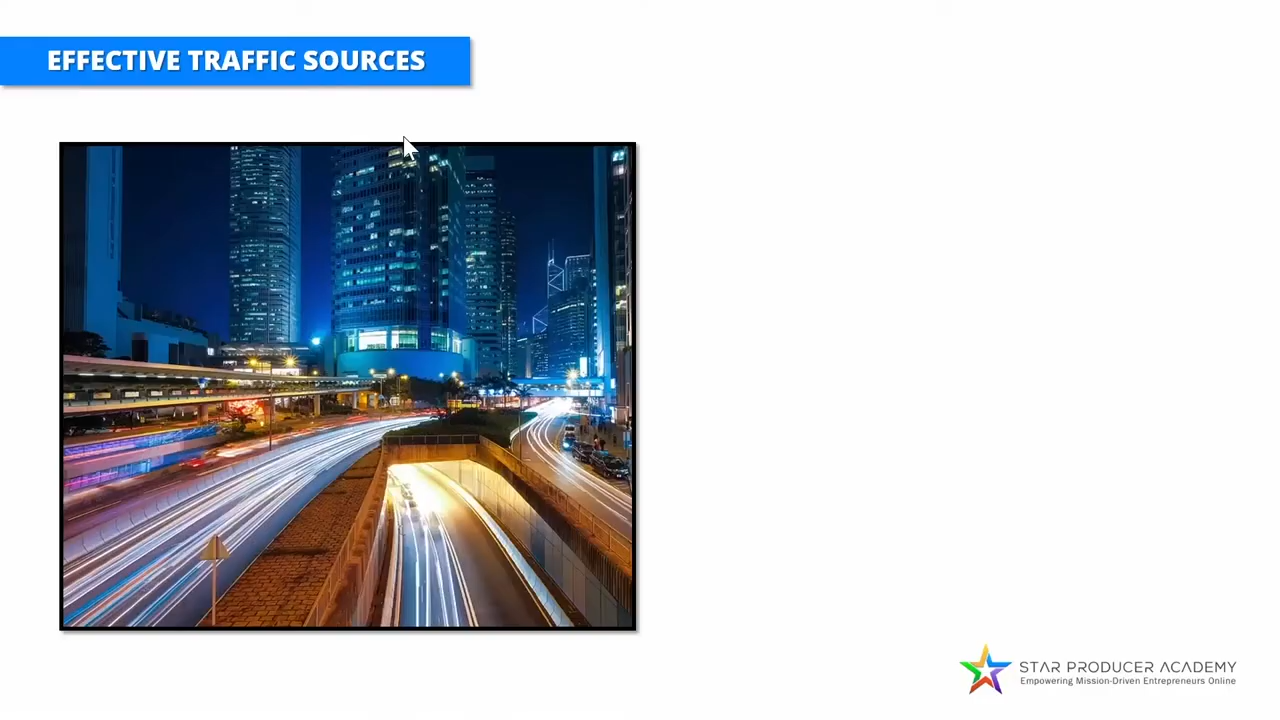 EFFECTIVE TRAFFIC SOURCES
STAR PRODUCER ACADEMY
Empowering Mission-Driven Entrepreneurs Online